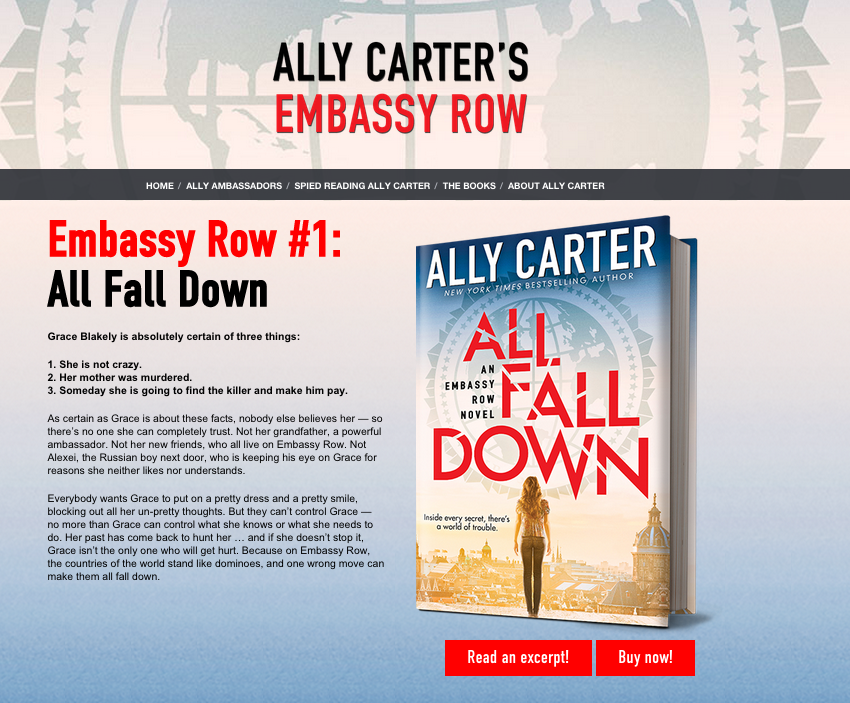 ALLY CARTER'S
EMBASSY ROW
HOME / ALLY AMBASSADORS / SPIED READING ALLY CARTER / THE BOOKS / ABOUT ALLY CARTER
Embassy Row #1:
All Fall Down
Grace Blakely is absolutely certain of three things:
1. She is not crazy.
2. Her mother was murdered.
3. Someday she is going to find the killer and make him pay.
As certain as Grace is about these facts, nobody else believes her — so
there's no one she can completely trust. Not her grandfather, a powerful
ambassador. Not her new friends, who all live on Embassy Row. Not
Alexei, the Russian boy next door, who is keeping his eye on Grace for
reasons she neither likes nor understands.
Everybody wants Grace to put on a pretty dress and a pretty smile,
blocking out all her un-pretty thoughts. But they can't control Grace —
no more than Grace can control what she knows or what she needs to
do. Her past has come back to hunt her … and if she doesn't stop it,
Grace isn't the only one who will get hurt. Because on Embassy Row,
the countries of the world stand like dominoes, and one wrong move can
make them all fall down.
ALLY CARTER
NEW YORK TIMES BESTSELLING AUTHOR
ALL
FALL
DOWN
AN
EMBASSY
ROW
NOVEL
Inside every secret, there's
a world of trouble.
Read an excerpt!
Buy now!